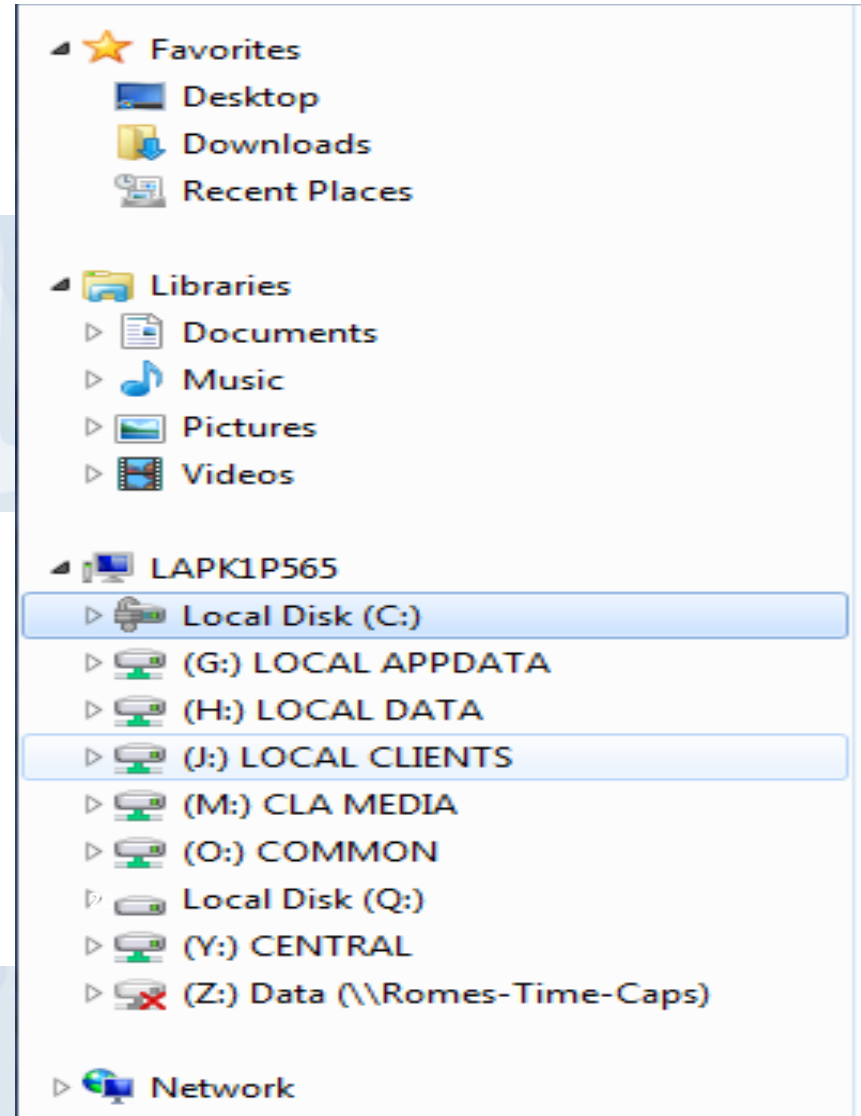 Favorites
Desktop
Downloads
Recent Places
Libraries
Documents
Music
Pictures
Videos
LAPK1P565
Local Disk (C:)
(G:) LOCAL APPDATA
(H:) LOCAL DATA
(J:) LOCAL CLIENTS
(M:) CLA MEDIA
(O:) COMMON
Local Disk (Q:)
(Y:) CENTRAL
(Z:) Data (\\Romes-Time-Caps)
Network